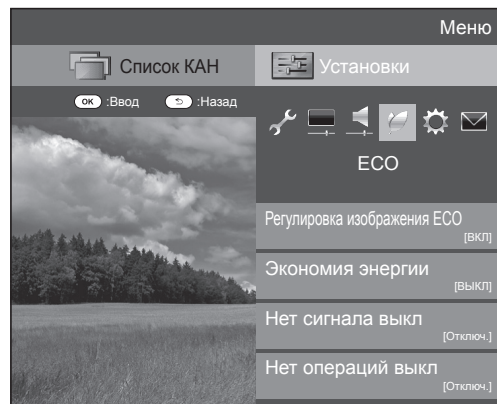 Меню
Список КАН
Установки
OK :Ввод :Назад
ECO
Регулировка изображения ECO
[ВКЛ]
Экономия энергии
[ВЫКЛ]
Нет сигнала выкл
[Отключ.]
Нет операций выкл
[Отключ.]